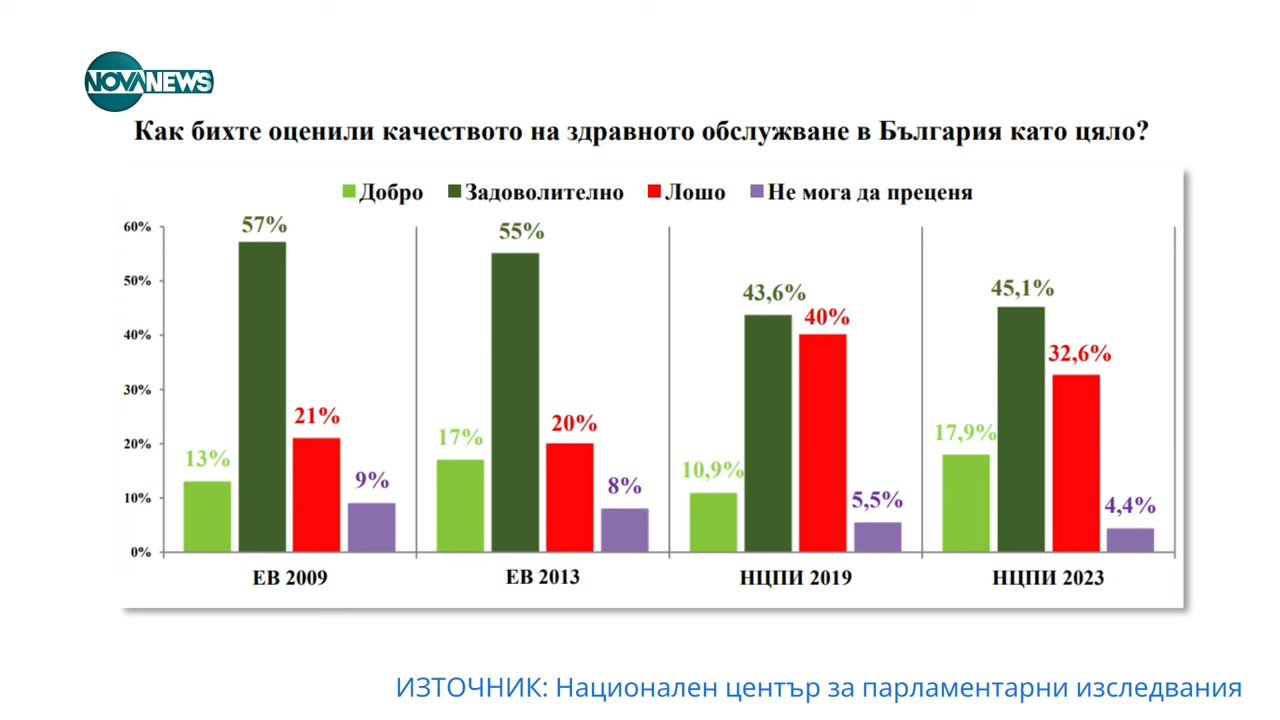 NOVANEWS
Как бихте оценили качеството на здравното обслужване в България като цяло?
Добро Задоволително Лошо Не мога да преценя
60%
50%
40%
30%
20%
10%
0%
13% 57% 21% 9%
17% 55% 20% 8%
10,9% 43,6% 40% 5,5%
17,9% 45,1% 32,6% 4,4%
ЕВ 2009 ЕВ 2013 НЦПИ 2019 НЦПИ 2023
ИЗТОЧНИК: Национален център за парламентарни изследвания